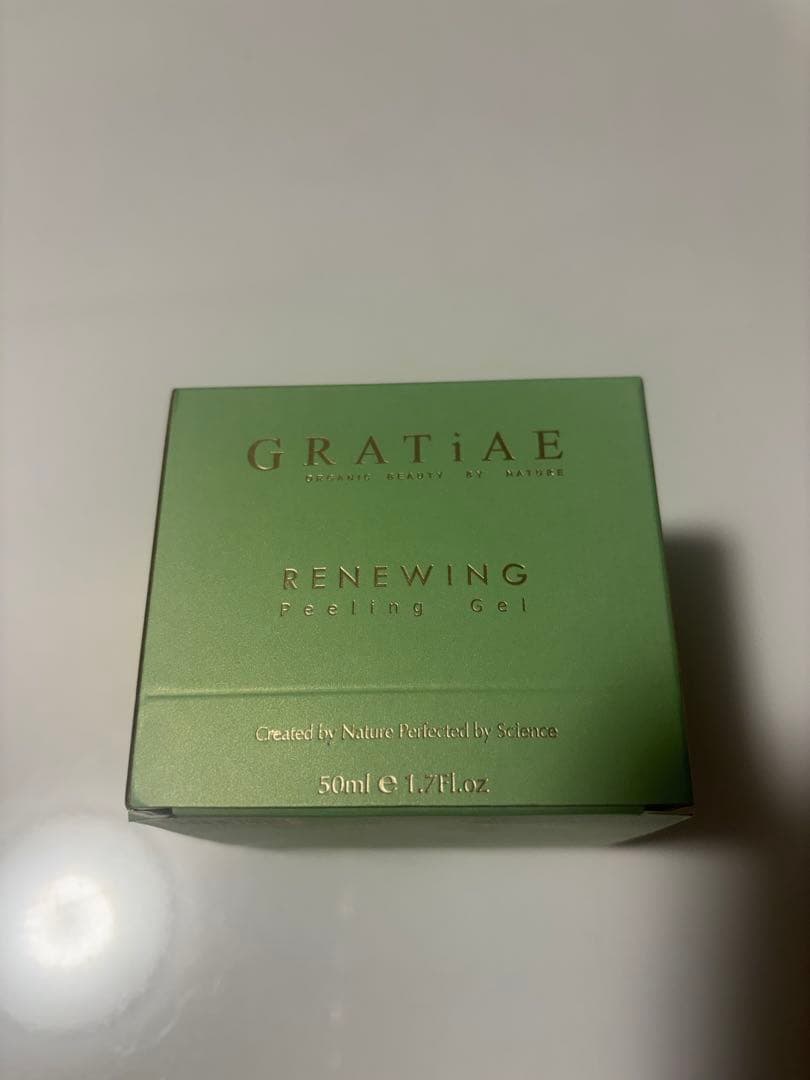 GRATiAE
ORGANIC BEAUTY BY NATURE
RENEWING
Peeling Gel
Created by Nature Perfected by Science
50ml e 1.7Fl.oz.